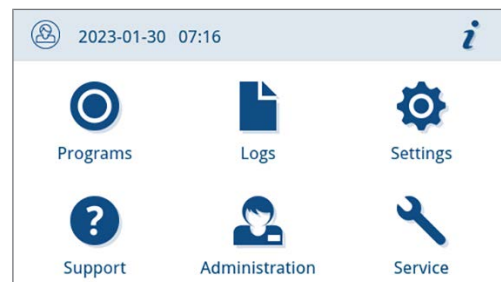 2023-01-30 07:16
Programs Logs Settings
Support Administration Service